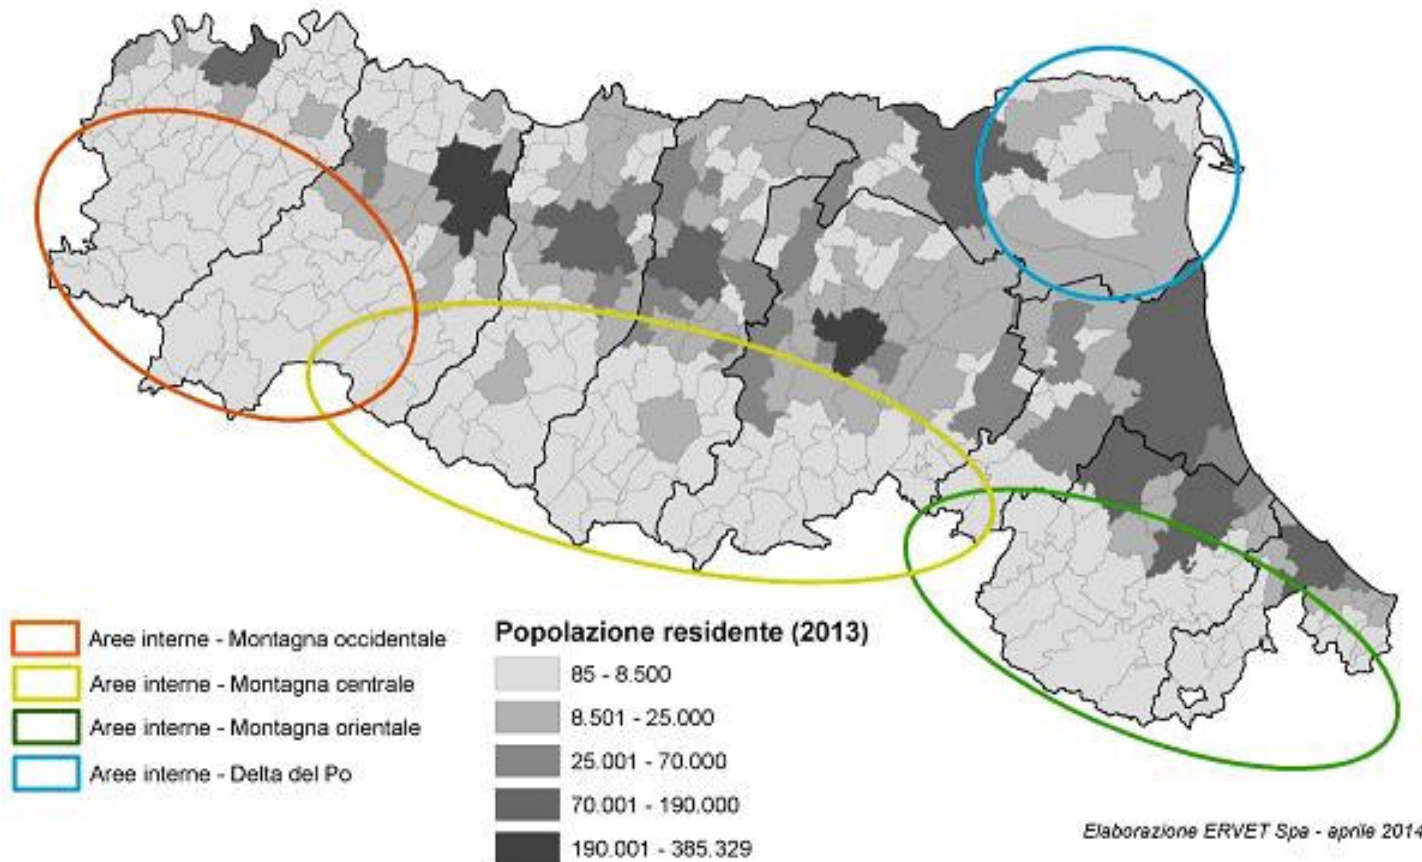 Aree interne - Montagna occidentale
Aree interne - Montagna centrale
Aree interne - Montagna orientale
Aree interne - Delta del Po
Popolazione residente (2013)
85 - 8.500
8.501 - 25.000
25.001 - 70.000
70.001 - 190.000
190.001 - 385.329
Elaborazione ERVET Spa - aprile 2014